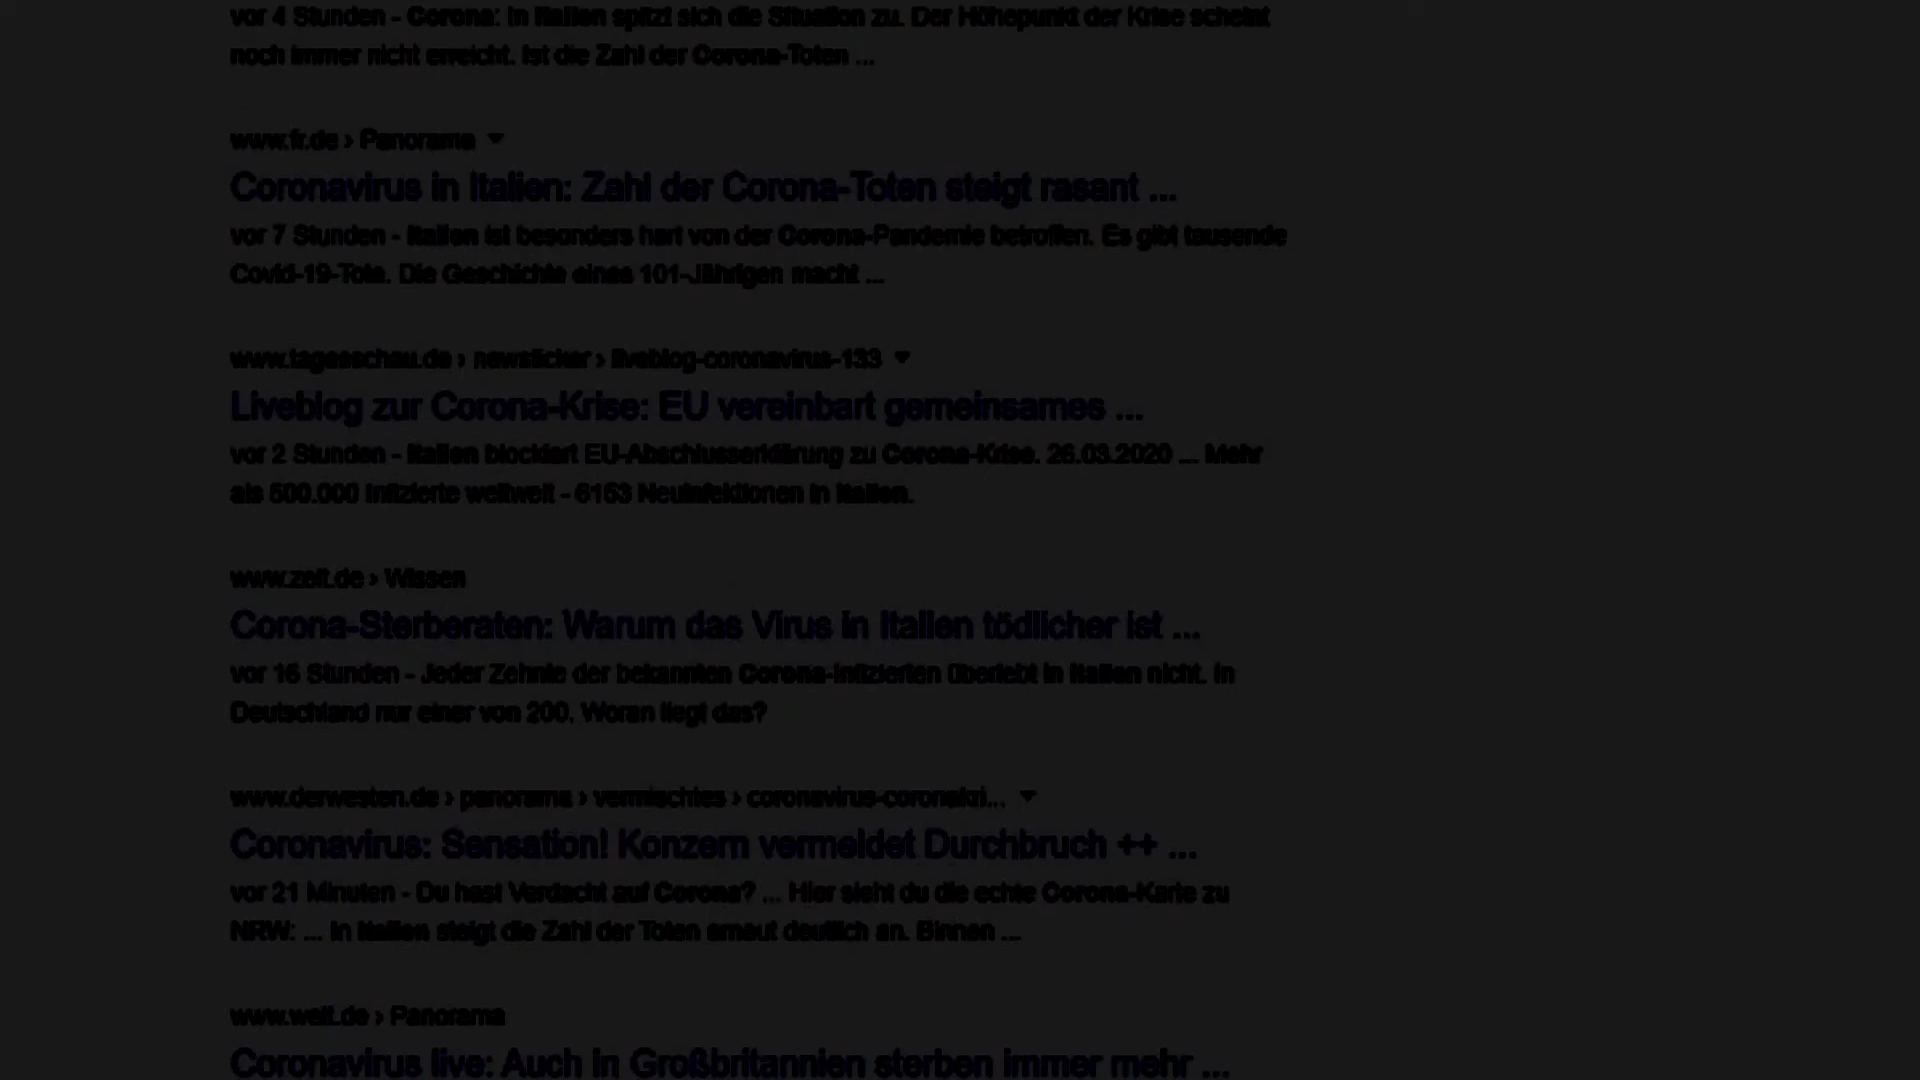 vor 4 Stunden - Corona: In Italien spitzt sich die Situation zu. Der Höhepunkt der Krise scheint
noch immer nicht erreicht. Ist die Zahl der Corona-Toten ...
www.fr.de › Panorama
Coronavirus in Italien: Zahl der Corona-Toten steigt rasant ...
vor 7 Stunden - Italien ist besonders hart von der Corona-Pandemie betroffen. Es gibt tausende
Covid-19-Tote. Die Geschichte eines 101-Jährigen macht ...
www.tagesschau.de › newsticker › liveblog-coronavirus-133
Liveblog zur Corona-Krise: EU vereinbart gemeinsames ...
vor 2 Stunden - Italien blockiert EU-Abschlusserklärung zu Corona-Krise. 26.03.2020 ... Mehr
als 500.000 Infizierte weltweit - 6153 Neuinfektionen in Italien.
www.zeit.de › Wissen
Corona-Sterberaten: Warum das Virus in Italien tödlicher ist ...
vor 16 Stunden - Jeder Zehnte der bekannten Corona-Infizierten überlebt in Italien nicht. In
Deutschland nur einer von 200. Woran liegt das?
www.derwesten.de › panorama › vermischtes › coronavirus-coronakri...
Coronavirus: Sensation! Konzern vermeldet Durchbruch ++ ...
vor 21 Minuten - Du hast Verdacht auf Corona? ... Hier sieht du die echte Corona-Karte zu
NRW: ... In Italien steigt die Zahl der Toten erneut deutlich an. Binnen ...
www.welt.de › Panorama
Coronavirus live: Auch in Großbritannien sterben immer mehr ...